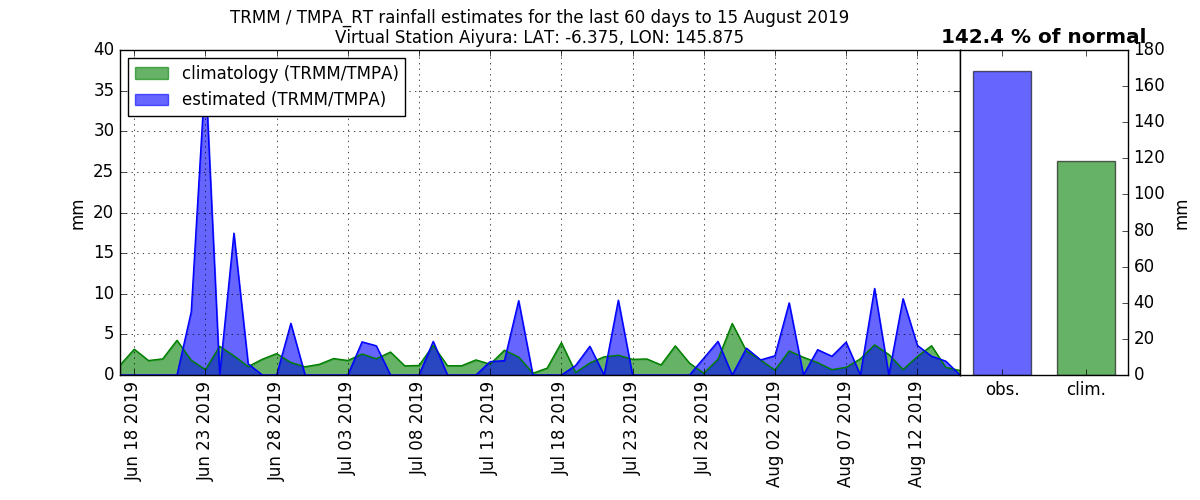 TRMM / TMPA_RT rainfall estimates for the last 60 days to 15 August 2019
Virtual Station Aiyura: LAT: -6.375, LON: 145.875
142.4 % of normal
climatology (TRMM/TMPA)
estimated (TRMM/TMPA)
40
35
30
25
20
15
10
5
0
mm
Jun 18 2019
Jun 23 2019
Jun 28 2019
Jul 03 2019
Jul 08 2019
Jul 13 2019
Jul 18 2019
Jul 23 2019
Jul 28 2019
Aug 02 2019
Aug 07 2019
Aug 12 2019
180
160
140
120
100
80
60
40
20
0
mm
obs.
clim.